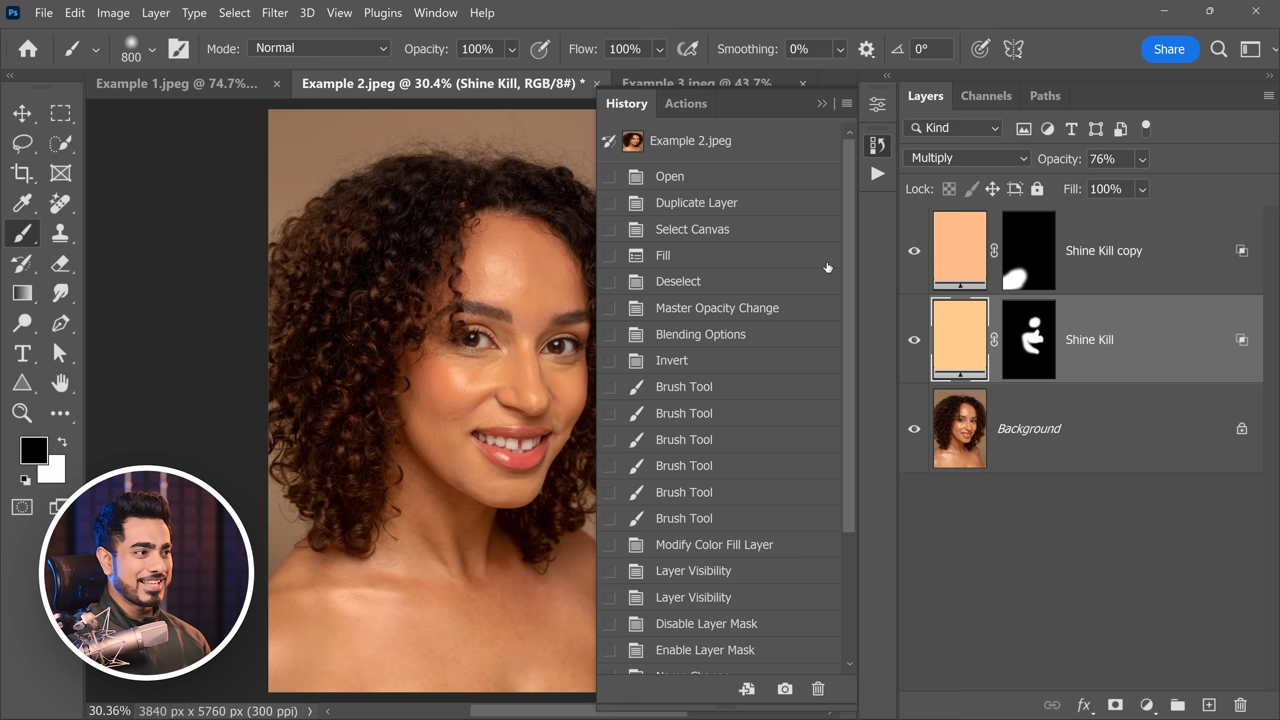 Ps File Edit Image Layer Type Select Filter 3D View Plugins Window Help
800 Mode: Normal Opacity: 100% Flow: 100% Smoothing: 0% 0° Share
Example 1.jpeg @ 74.7%... × Example 2.jpeg @ 30.4% (Shine Kill, RGB/8#) * × Example 3.jpeg @ 43.7% ×
History Actions
Example 2.jpeg
Open
Duplicate Layer
Select Canvas
Fill
Deselect
Master Opacity Change
Blending Options
Invert
Brush Tool
Brush Tool
Brush Tool
Brush Tool
Brush Tool
Brush Tool
Modify Color Fill Layer
Layer Visibility
Layer Visibility
Disable Layer Mask
Enable Layer Mask
Layers Channels Paths
Kind
Multiply Opacity: 76%
Lock: Fill: 100%
Shine Kill copy
Shine Kill
Background
30.36% 3840 px x 5760 px (300 ppi)